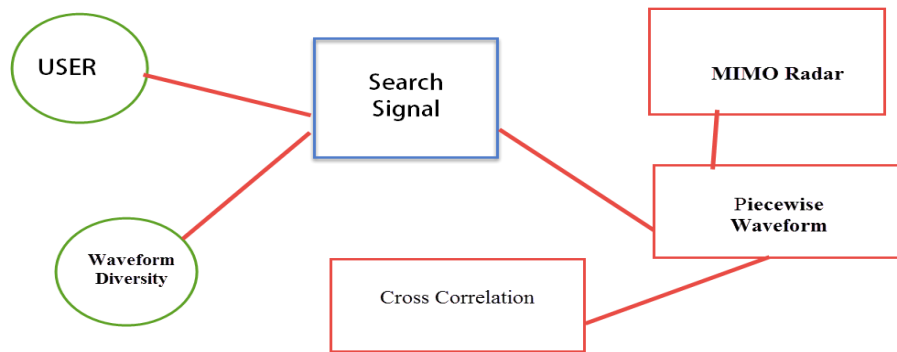 USER
Search
Signal
MIMO Radar
Piecewise
Waveform
Waveform
Diversity
Cross Correlation